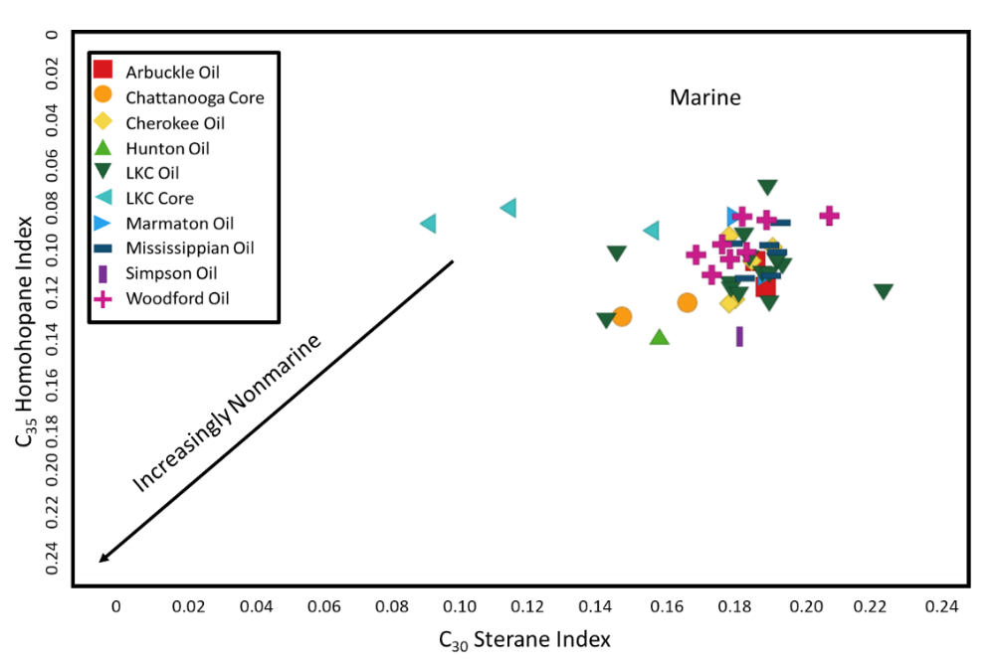 0
0.02
0.04
0.06
0.08
0.10
0.12
0.14
0.16
0.18
0.20
0.22
0.24
C35 Homohopane Index
Arbuckle Oil
Chattanooga Core
Cherokee Oil
Hunton Oil
LKC Oil
LKC Core
Marmaton Oil
Mississippian Oil
Simpson Oil
Woodford Oil
Marine
Increasingly Nonmarine
0 0.02 0.04 0.06 0.08 0.10 0.12 0.14 0.16 0.18 0.20 0.22 0.24
C30 Sterane Index